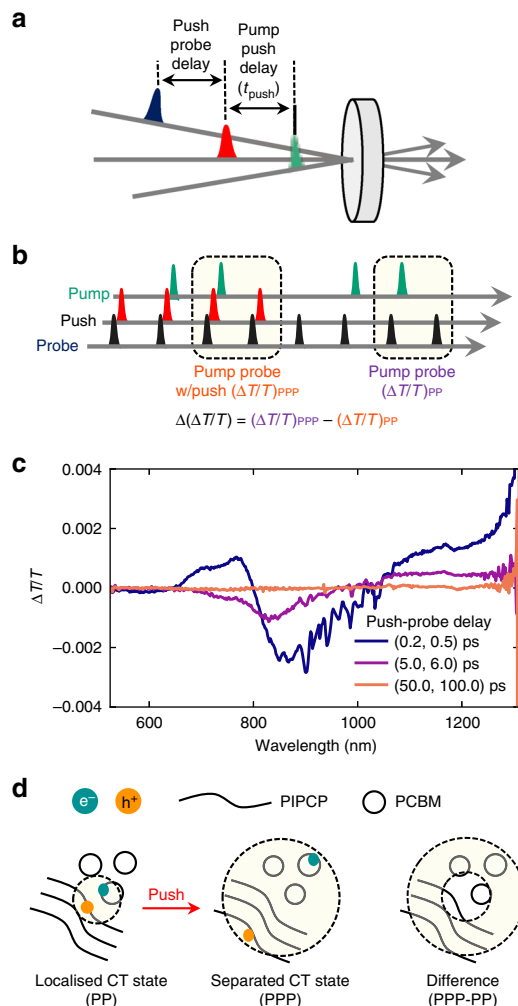 a
Push
probe
delay
Pump
push
delay
(t_push)
b
Pump
Push
Probe
Pump probe
w/push (ΔT/T)PPP
Pump probe
(ΔT/T)PP
Δ(ΔT/T) = (ΔT/T)PPP − (ΔT/T)PP
c
0.004
0.002
0.000
−0.002
−0.004
ΔT/T
Push-probe delay
(0.2, 0.5) ps
(5.0, 6.0) ps
(50.0, 100.0) ps
600
800
1000
1200
Wavelength (nm)
d
e−
h+
PIPCP
PCBM
Push
Localised CT state
(PP)
Separated CT state
(PPP)
Difference
(PPP-PP)